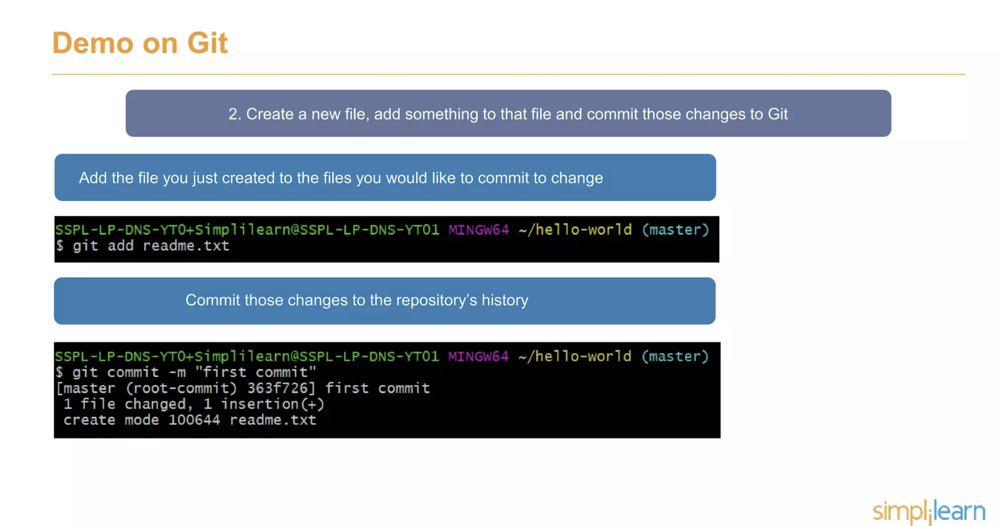 Demo on Git
2. Create a new file, add something to that file and commit those changes to Git
Add the file you just created to the files you would like to commit to change
SSPL-LP-DNS-YT0+Simplilearn@SSPL-LP-DNS-YT01 MINGW64 ~/hello-world (master)
$ git add readme.txt
Commit those changes to the repository’s history
SSPL-LP-DNS-YT0+Simplilearn@SSPL-LP-DNS-YT01 MINGW64 ~/hello-world (master)
$ git commit -m "first commit"
[master (root-commit) 363f726] first commit
1 file changed, 1 insertion(+)
create mode 100644 readme.txt
simplilearn